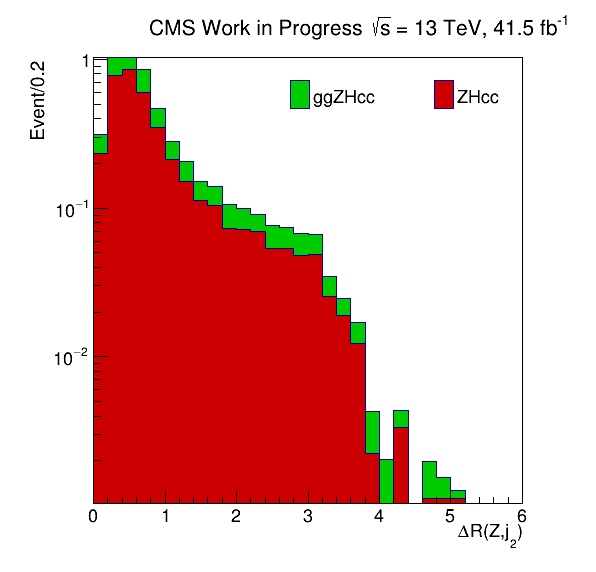 CMS Work in Progress √s = 13 TeV, 41.5 fb⁻¹
Event/0.2
ggZHcc ZHcc
1
10⁻¹
10⁻²
0 1 2 3 4 5 6
ΔR(Z,j₂)